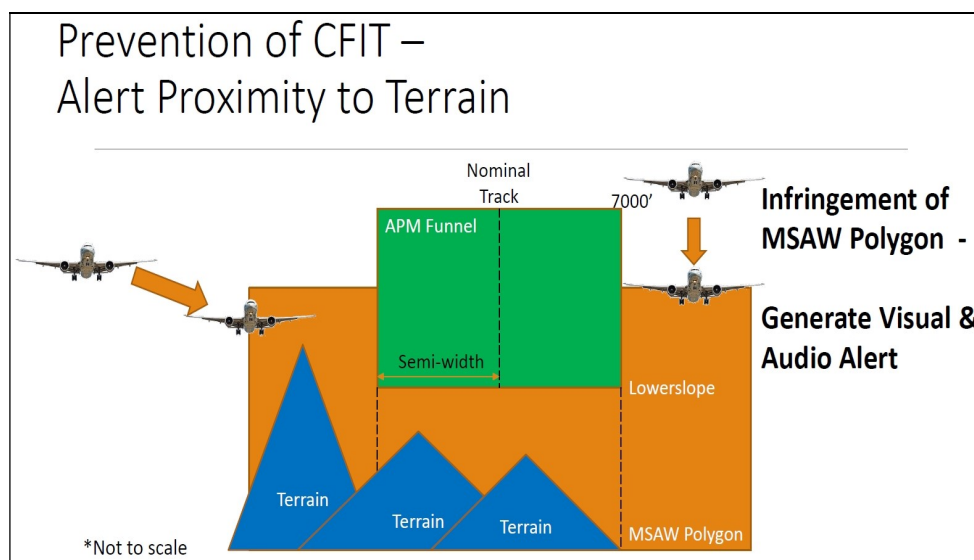 Prevention of CFIT –
Alert Proximity to Terrain
Nominal
Track
7000’
APM Funnel
Infringement of
MSAW Polygon -
Generate Visual &
Audio Alert
Semi-width
Lowerslope
Terrain
Terrain
Terrain
MSAW Polygon
*Not to scale